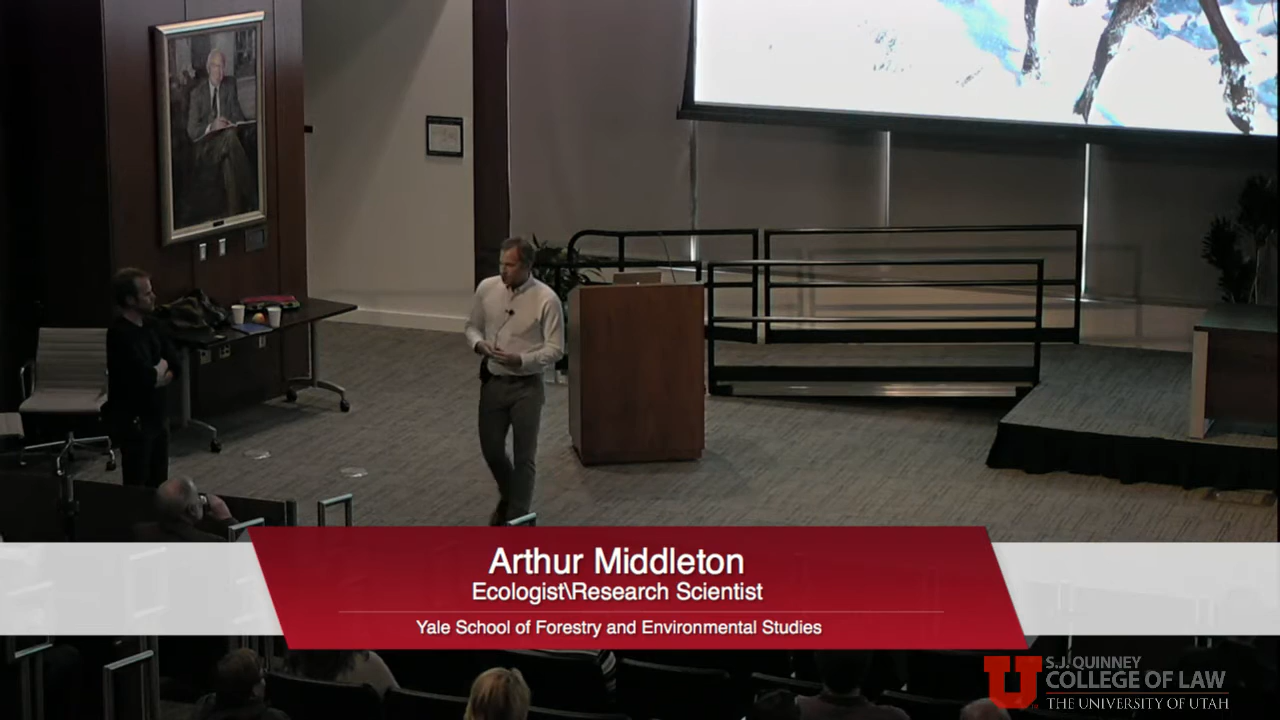 Arthur Middleton
Ecologist\Research Scientist
Yale School of Forestry and Environmental Studies
U
S.J. QUINNEY
COLLEGE OF LAW
THE UNIVERSITY OF UTAH